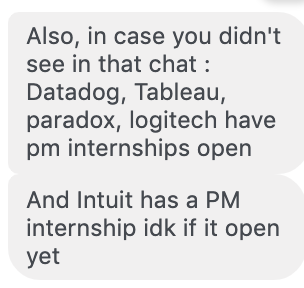 Also, in case you didn't
see in that chat :
Datadog, Tableau,
paradox, logitech have
pm internships open
And Intuit has a PM
internship idk if it open
yet